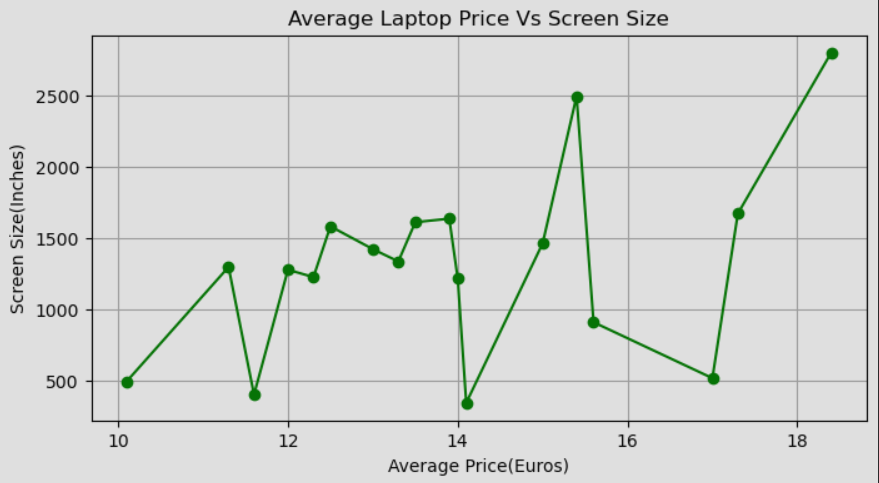 Average Laptop Price Vs Screen Size
Screen Size(Inches)
2500
2000
1500
1000
500
10 12 14 16 18
Average Price(Euros)